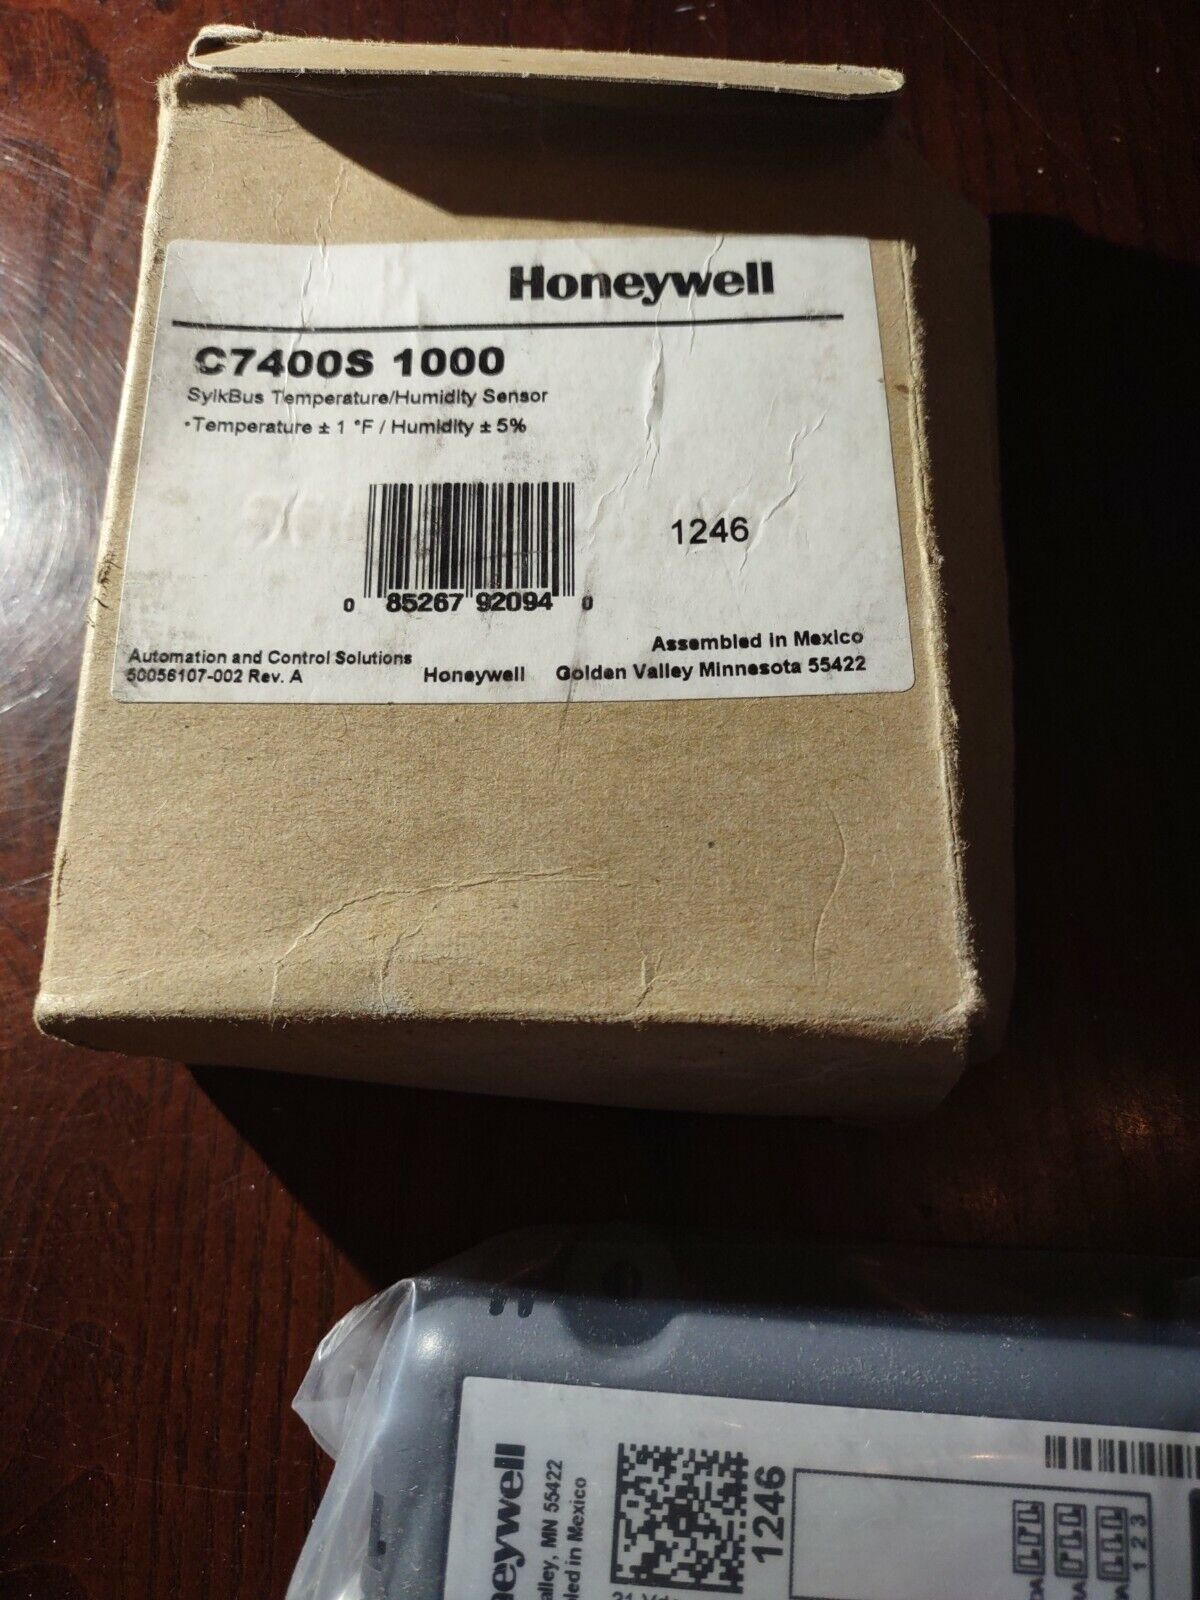 Honeywell
C7400S 1000
SylkBus Temperature/Humidity Sensor
•Temperature ± 1 °F / Humidity ± 5%
1246
0 85267 92094 0
Assembled in Mexico
Automation and Control Solutions
50056107-002 Rev. A
Honeywell Golden Valley Minnesota 55422
neywell
alley, MN 55422
bled in Mexico
1246
1 2 3